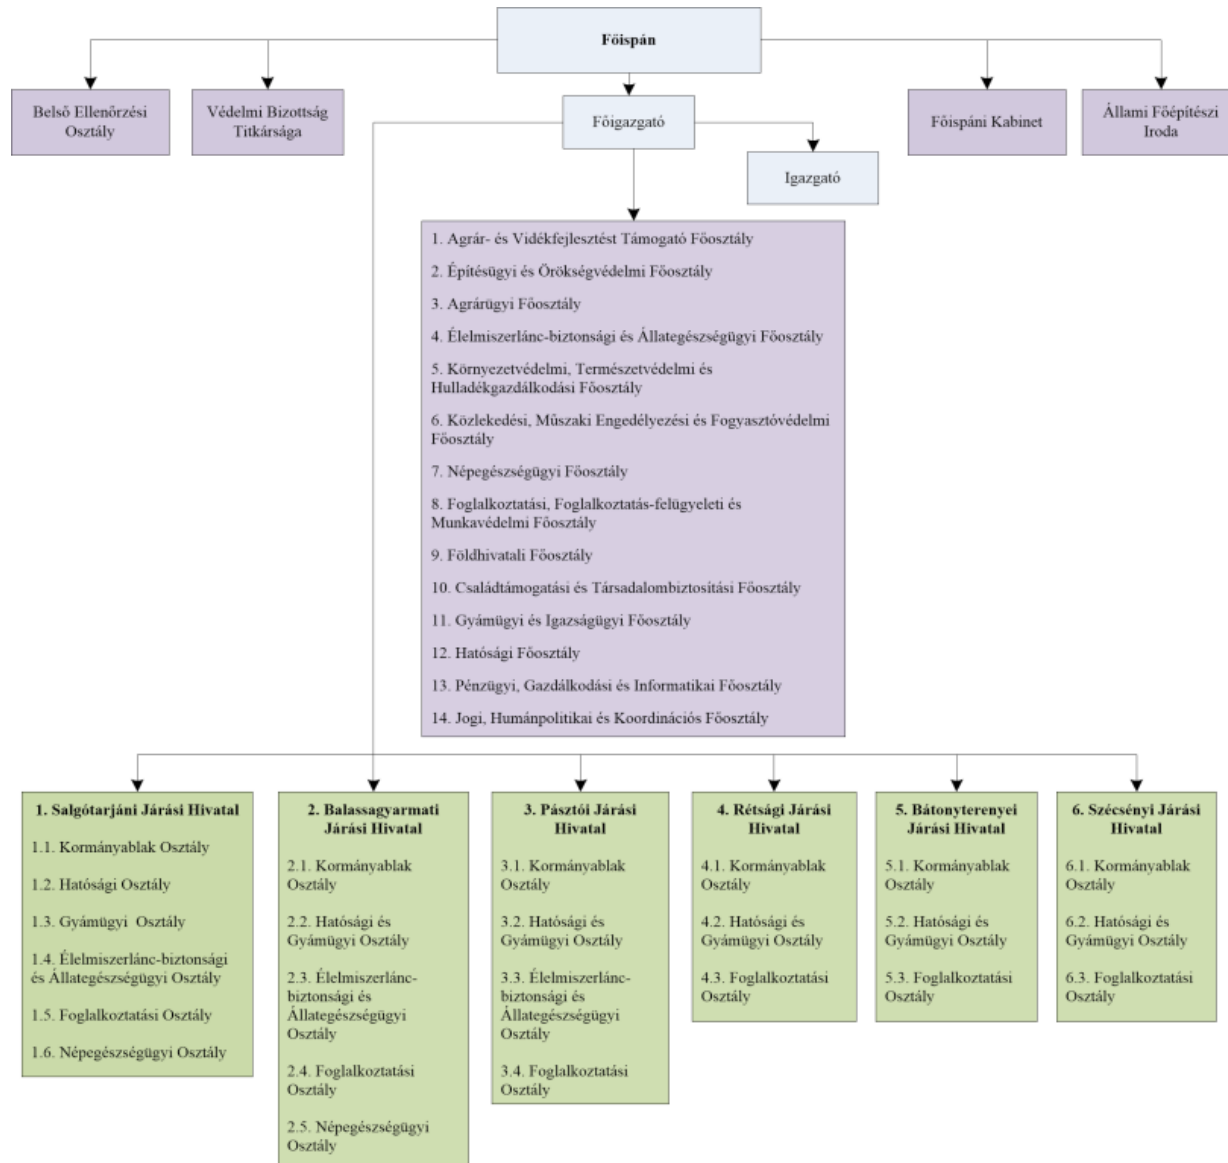 Főispán
Belső Ellenőrzési
Osztály
Védelmi Bizottság
Titkársága
Főigazgató
Főispáni Kabinet
Állami Főépítészi
Iroda
Igazgató
1. Agrár- és Vidékfejlesztést Támogató Főosztály
2. Építésügyi és Örökségvédelmi Főosztály
3. Agrárügyi Főosztály
4. Élelmiszerlánc-biztonsági és Állategészségügyi Főosztály
5. Környezetvédelmi, Természetvédelmi és
Hulladékgazdálkodási Főosztály
6. Közlekedési, Műszaki Engedélyezési és Fogyasztóvédelmi
Főosztály
7. Népegészségügyi Főosztály
8. Foglalkoztatási, Foglalkoztatás-felügyeleti és
Munkavédelmi Főosztály
9. Földhivatali Főosztály
10. Családtámogatási és Társadalombiztosítási Főosztály
11. Gyámügyi és Igazságügyi Főosztály
12. Hatósági Főosztály
13. Pénzügyi, Gazdálkodási és Informatikai Főosztály
14. Jogi, Humánpolitikai és Koordinációs Főosztály
1. Salgótarjáni Járási Hivatal
1.1. Kormányablak Osztály
1.2. Hatósági Osztály
1.3. Gyámügyi Osztály
1.4. Élelmiszerlánc-biztonsági
és Állategészségügyi Osztály
1.5. Foglalkoztatási Osztály
1.6. Népegészségügyi Osztály
2. Balassagyarmati
Járási Hivatal
2.1. Kormányablak
Osztály
2.2. Hatósági és
Gyámügyi Osztály
2.3. Élelmiszerlánc-
biztonsági és
Állategészségügyi
Osztály
2.4. Foglalkoztatási
Osztály
2.5. Népegészségügyi
Osztály
3. Pásztói Járási
Hivatal
3.1. Kormányablak
Osztály
3.2. Hatósági és
Gyámügyi Osztály
3.3. Élelmiszerlánc-
biztonsági és
Állategészségügyi
Osztály
3.4. Foglalkoztatási
Osztály
4. Rétsági Járási
Hivatal
4.1. Kormányablak
Osztály
4.2. Hatósági és
Gyámügyi Osztály
4.3. Foglalkoztatási
Osztály
5. Bátonyterenyei
Járási Hivatal
5.1. Kormányablak
Osztály
5.2. Hatósági és
Gyámügyi Osztály
5.3. Foglalkoztatási
Osztály
6. Szécsényi Járási
Hivatal
6.1. Kormányablak
Osztály
6.2. Hatósági és
Gyámügyi Osztály
6.3. Foglalkoztatási
Osztály